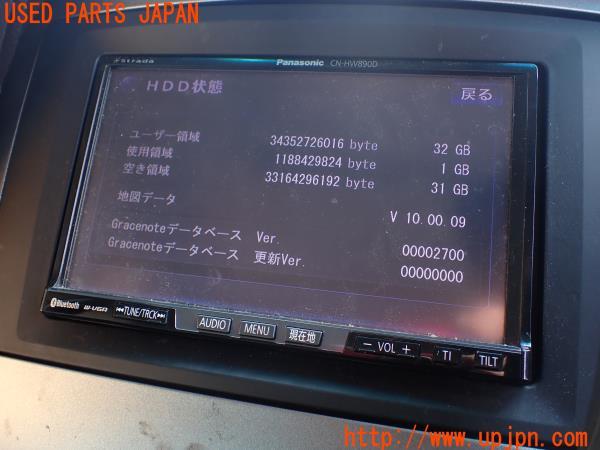 USED PARTS JAPAN
Strada
Panasonic CN-HW890D
HDD状態
戻る
ユーザー領域 34352726016 byte 32 GB
使用領域 1188429824 byte 1 GB
空き領域 33164296192 byte 31 GB
地図データ V 10.00.09
Gracenoteデータベース Ver. 00002700
Gracenoteデータベース 更新Ver. 00000000
Bluetooth W-VGA TUNE/TRCK
AUDIO MENU 現在地
− VOL + TI TILT
http://www.upjpn.com